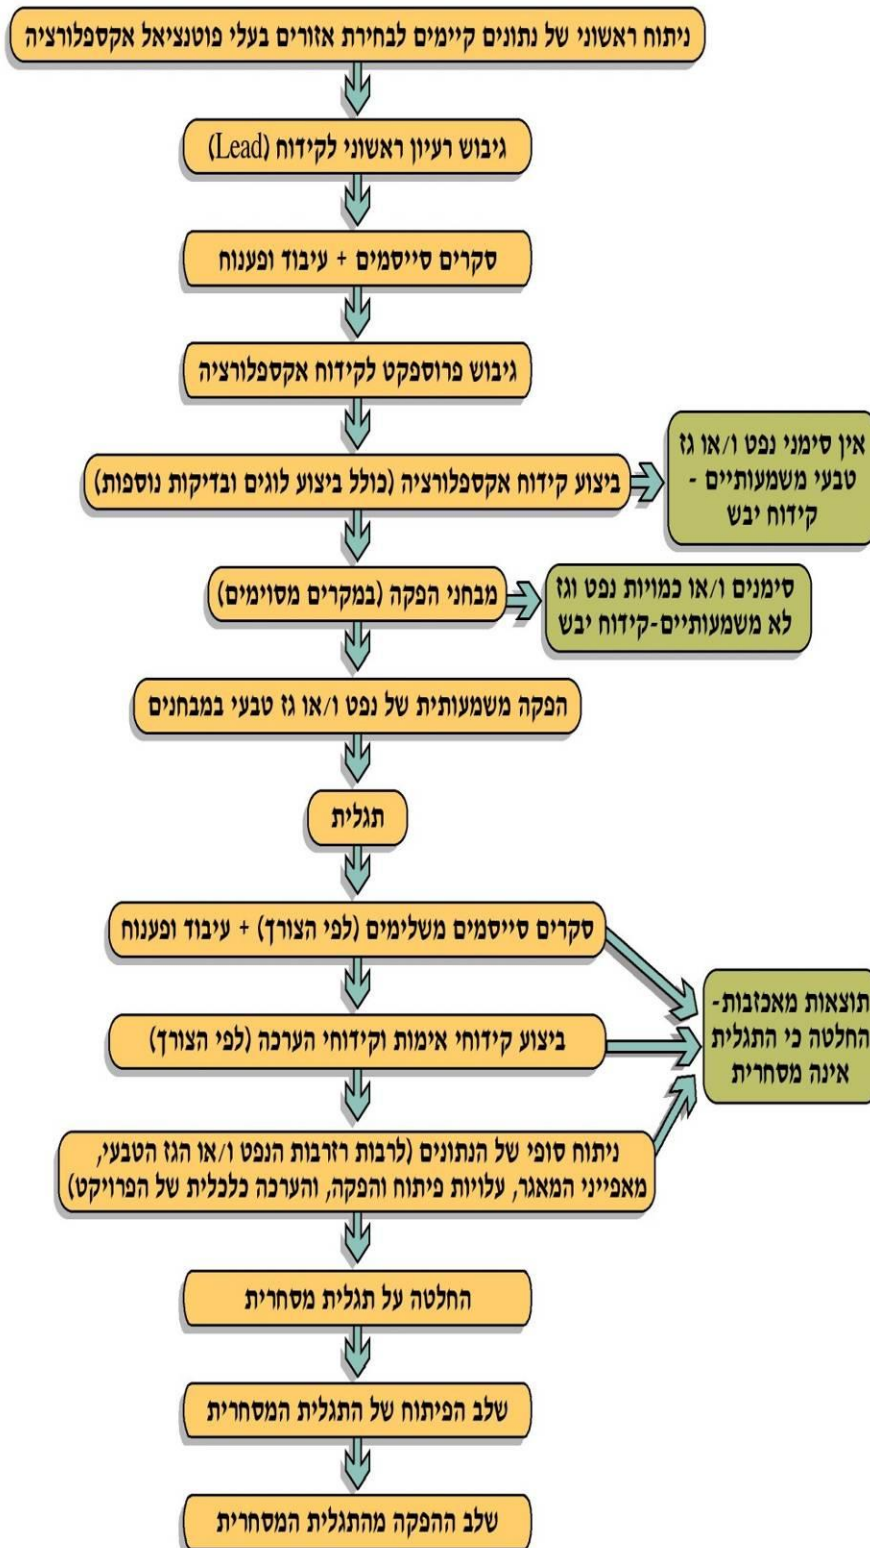 ניתוח ראשוני של נתונים קיימים לבחירת אזורים בעלי פוטנציאל אקספלורציה
גיבוש רעיון ראשוני לקידוח (Lead)
סקרים סייסמים + עיבוד ופענוח
גיבוש פרוספקט לקידוח אקספלורציה
ביצוע קידוח אקספלורציה (כולל ביצוע לוגים ובדיקות נוספות)
אין סימני נפט ו/או גז
טבעי משמעותיים -
קידוח יבש
מבחני הפקה (במקרים מסוימים)
סימנים ו/או כמויות נפט וגז
לא משמעותיים-קידוח יבש
הפקה משמעותית של נפט ו/או גז טבעי במבחנים
תגלית
סקרים סייסמים משלימים (לפי הצורך) + עיבוד ופענוח
ביצוע קידוחי אימות וקידוחי הערכה (לפי הצורך)
תוצאות מאכזבות-
החלטה כי התגלית
אינה מסחרית
ניתוח סופי של הנתונים (לרבות רזרבות הנפט ו/או הגז הטבעי,
מאפייני המאגר, עלויות פיתוח והפקה, והערכה כלכלית של הפרויקט)
החלטה על תגלית מסחרית
שלב הפיתוח של התגלית המסחרית
שלב ההפקה מהתגלית המסחרית